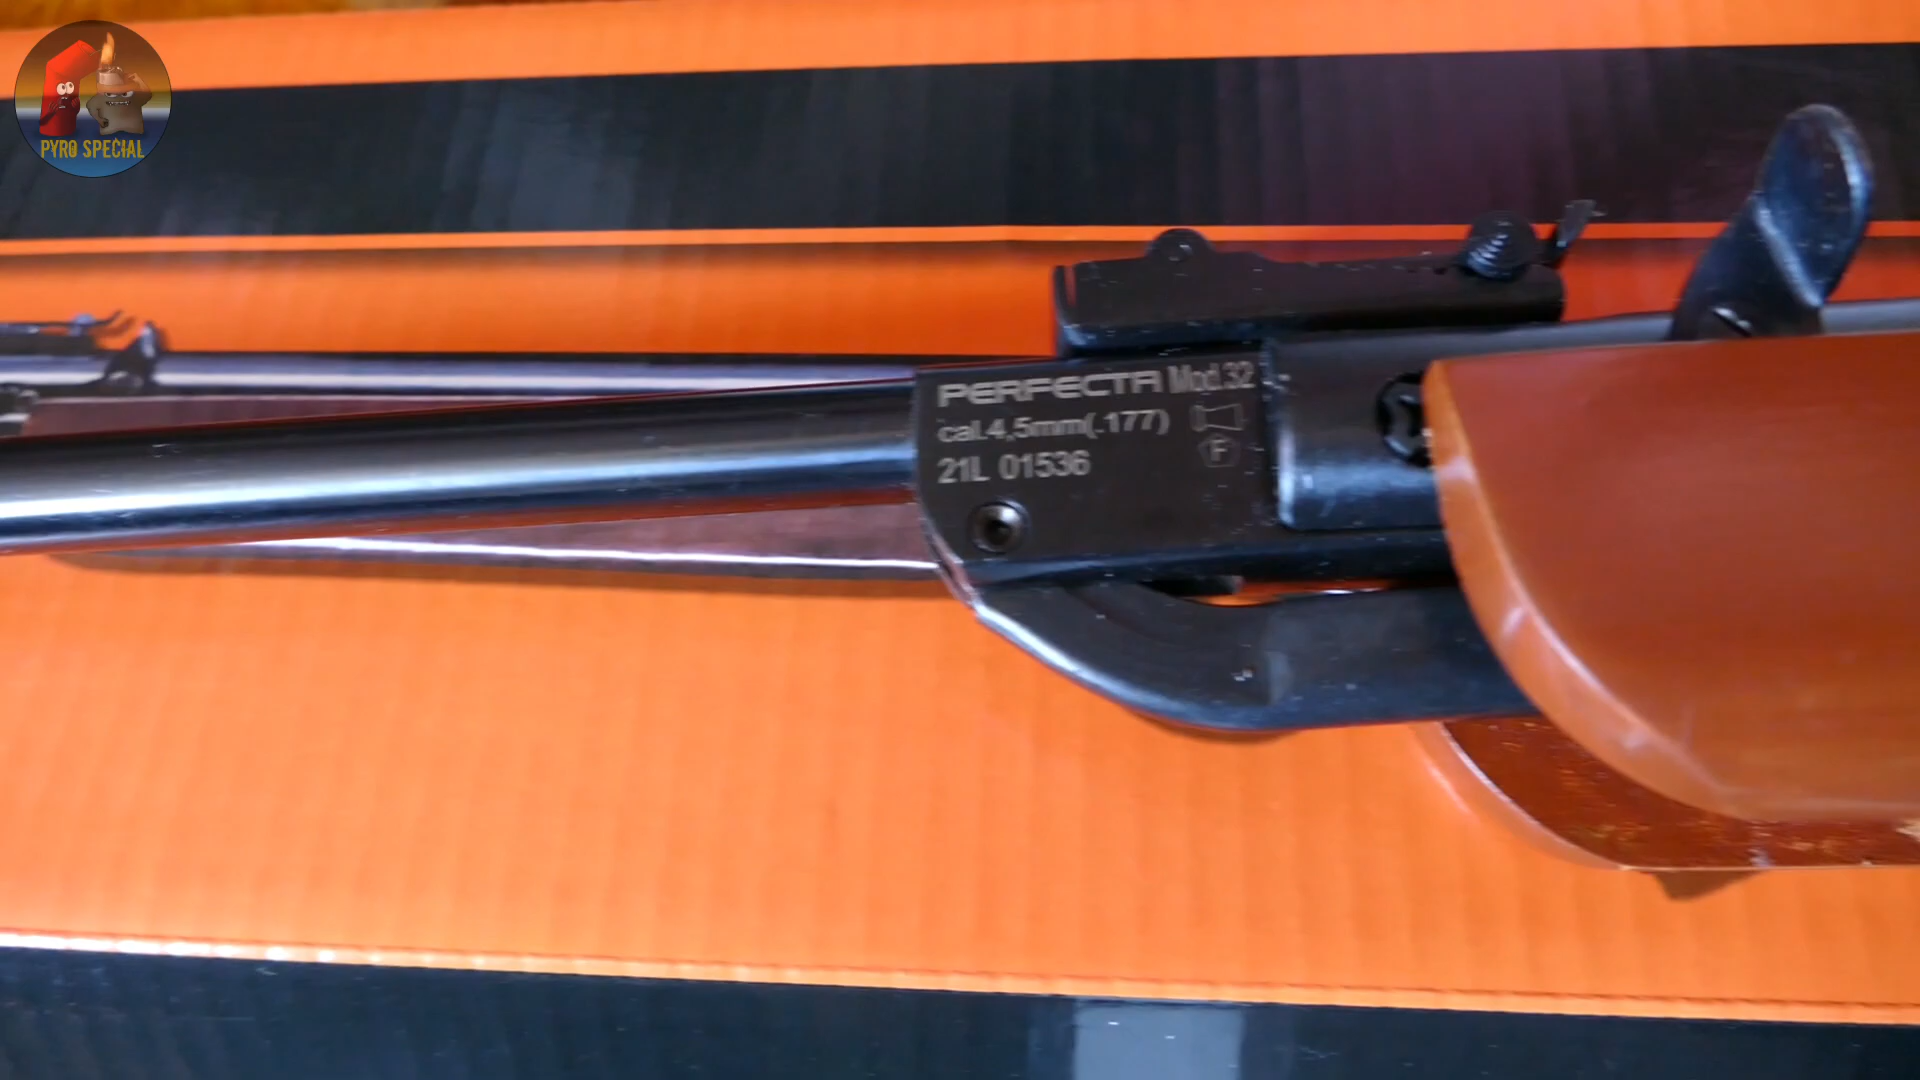 PYRO SPECIAL
PERFECTA Mod.32
cal.4,5mm(.177)
F
21L 01536